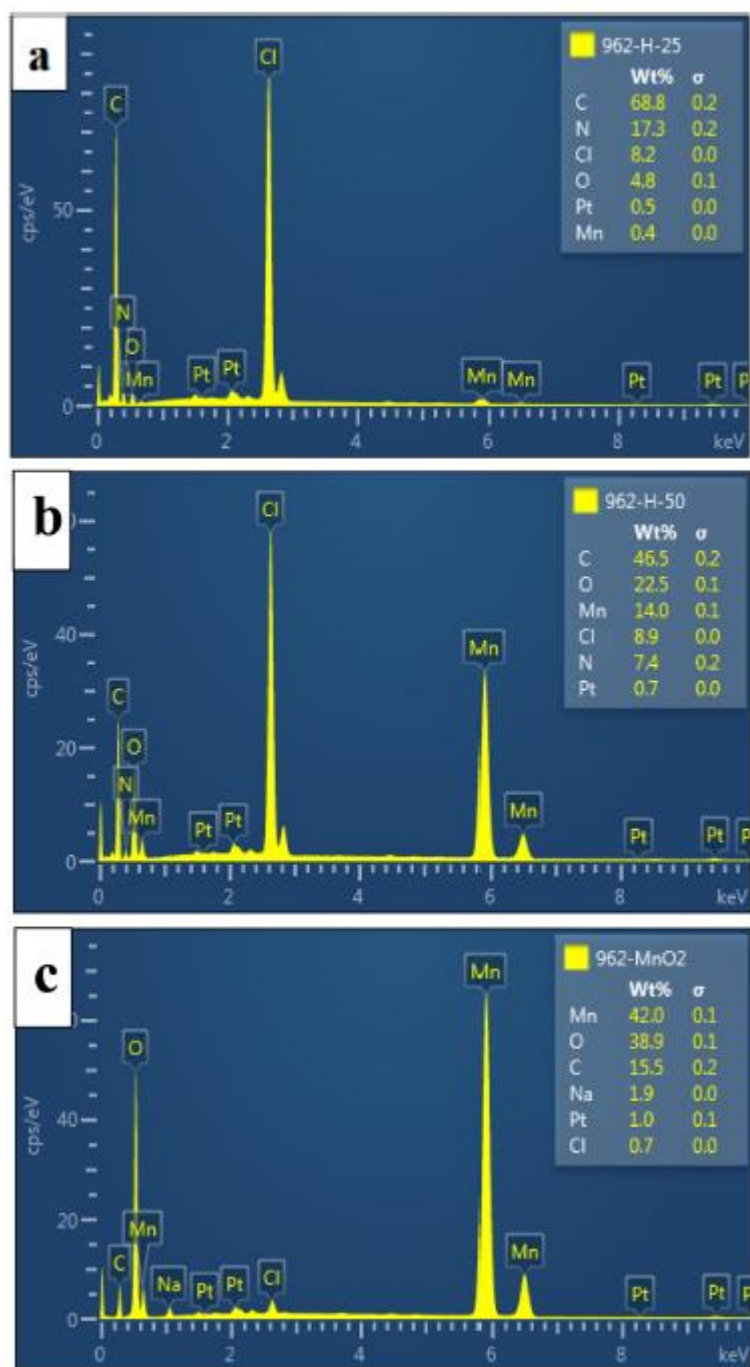 a
962-H-25
Wt% σ
C 68.8 0.2
N 17.3 0.2
Cl 8.2 0.0
O 4.8 0.1
Pt 0.5 0.0
Mn 0.4 0.0
Cl
C
N
O
Mn
Pt
Pt
Mn
Mn
Pt
Pt
cps/eV
50
0
0 2 4 6 8 keV
b
962-H-50
Wt% σ
C 46.5 0.2
O 22.5 0.1
Mn 14.0 0.1
Cl 8.9 0.0
N 7.4 0.2
Pt 0.7 0.0
Cl
Mn
C
O
N
Mn
Pt
Pt
Mn
Pt
Pt
cps/eV
40
20
0
0 2 4 6 8 keV
c
962-MnO2
Wt% σ
Mn 42.0 0.1
O 38.9 0.1
C 15.5 0.2
Na 1.9 0.0
Pt 1.0 0.1
Cl 0.7 0.0
Mn
O
Mn
C
Na
Pt
Pt
Cl
Mn
Pt
Pt
cps/eV
40
20
0
0 2 4 6 8 keV